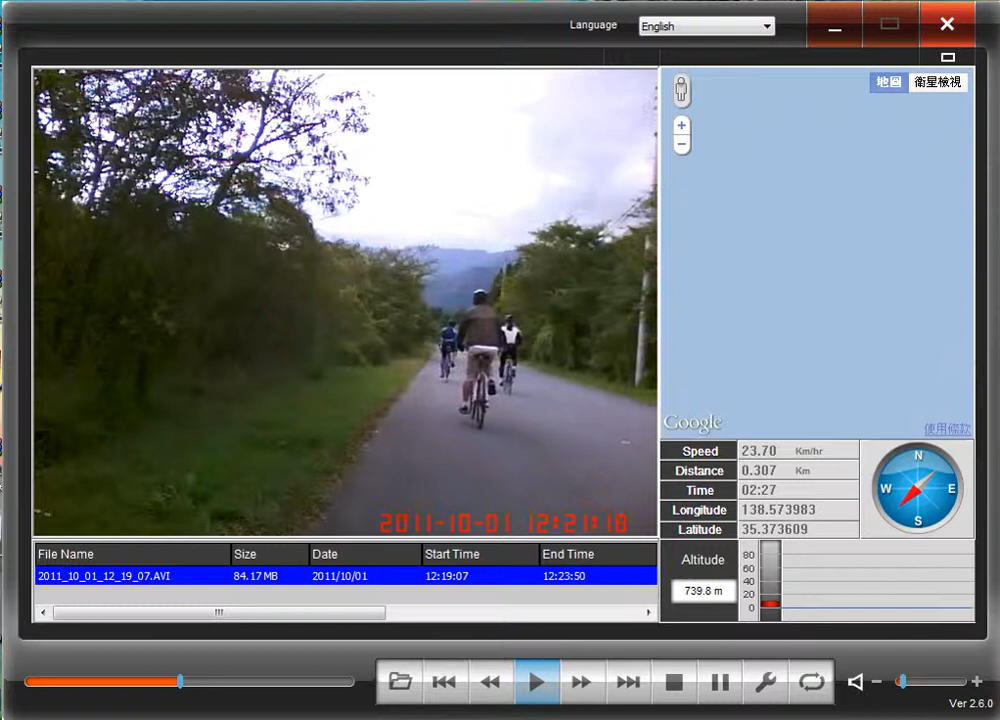 Language English
地圖 衛星檢視
+
−
Google
使用條款
2011-10-01 12:21:18
Speed 23.70 Km/hr
Distance 0.307 Km
Time 02:27
Longitude 138.573983
Latitude 35.373609
N
W E
S
File Name Size Date Start Time End Time
2011_10_01_12_19_07.AVI 84.17 MB 2011/10/01 12:19:07 12:23:50
Altitude
739.8 m
80
60
40
20
0
Ver 2.6.0